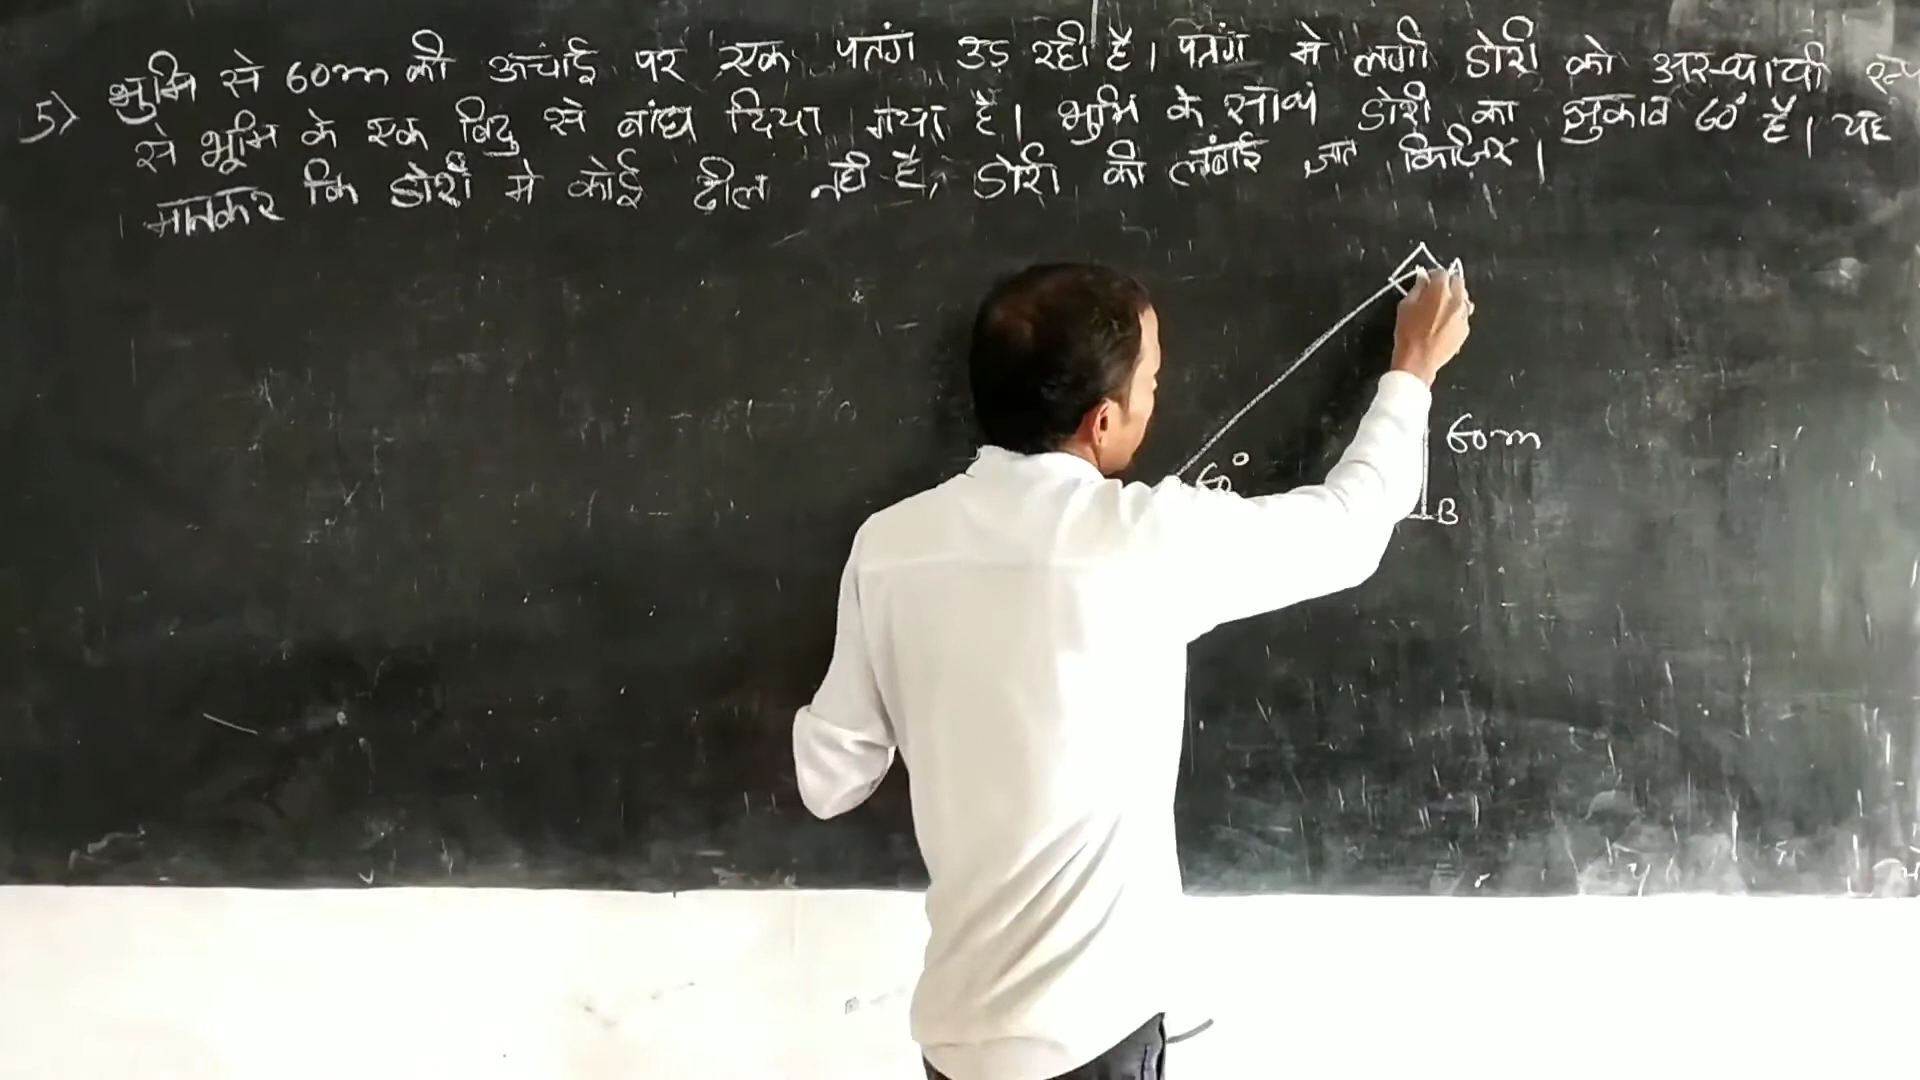 5) भुमि से 60m की ऊंचाई पर एक पतंग उड़ रही है। पतंग मे लगी डोरी को अस्थायी रूप
से भूमि के एक बिंदु से बांध दिया गया है। भुमि के साथ डोरी का झुकाव 60° है। यह
मानकर कि डोरी मे कोई ढील नही है, डोरी की लंबाई ज्ञात किजिए।
A
60m
60°
B